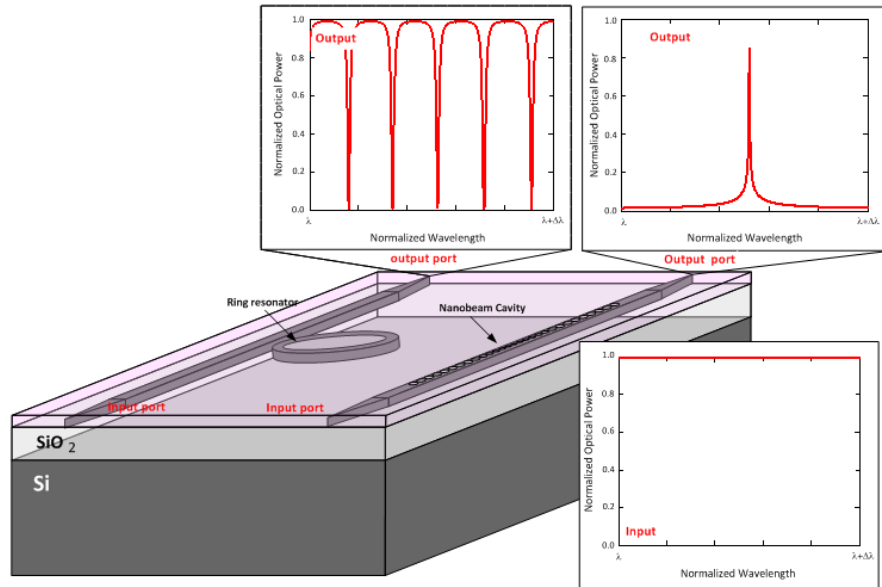 1.0
0.8
0.6
0.4
0.2
0.0
Normalized Optical Power
Output
λ
λ+Δλ
Normalized Wavelength
output port
1.0
0.8
0.6
0.4
0.2
0.0
Normalized Optical Power
Output
λ
λ+Δλ
Normalized Wavelength
Output port
Ring resonator
Nanobeam Cavity
Input port
Input port
SiO 2
Si
1.0
0.8
0.6
0.4
0.2
0.0
Normalized Optical Power
Input
λ
λ+Δλ
Normalized Wavelength